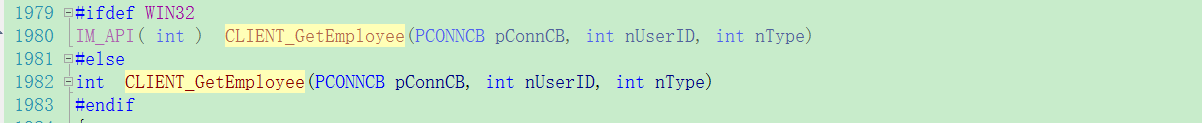 1979 #ifdef WIN32
1980 IM_API( int )  CLIENT_GetEmployee(PCONNCB pConnCB, int nUserID, int nType)
1981 #else
1982 int  CLIENT_GetEmployee(PCONNCB pConnCB, int nUserID, int nType)
1983 #endif